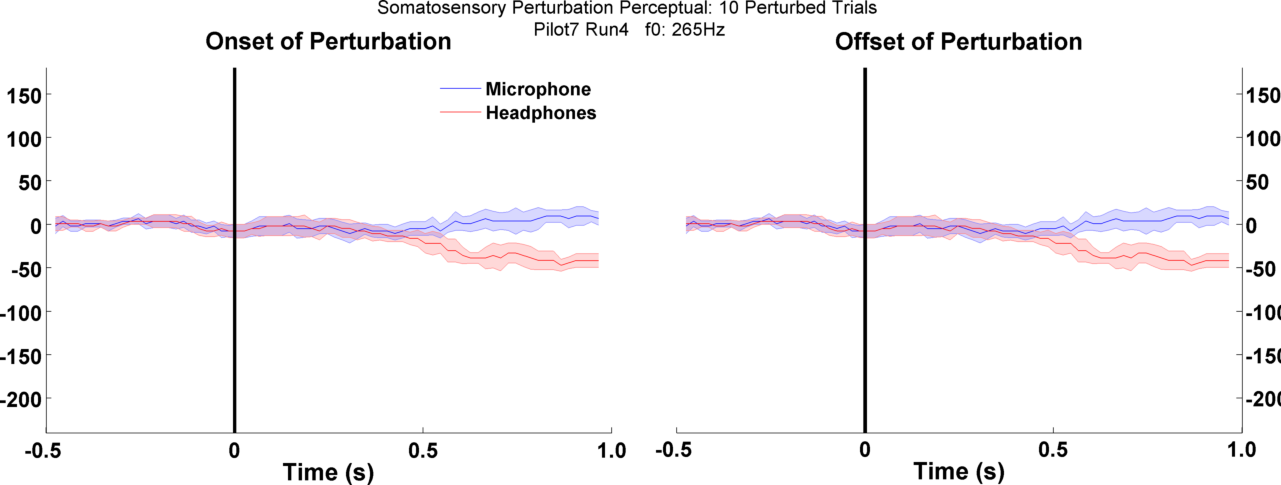 Somatosensory Perturbation Perceptual: 10 Perturbed Trials
Pilot7 Run4 f0: 265Hz
Onset of Perturbation
Microphone
Headphones
150
100
50
0
-50
-100
-150
-200
-0.5 0 0.5 1.0
Time (s)
Offset of Perturbation
150
100
50
0
-50
-100
-150
-200
-0.5 0 0.5 1.0
Time (s)